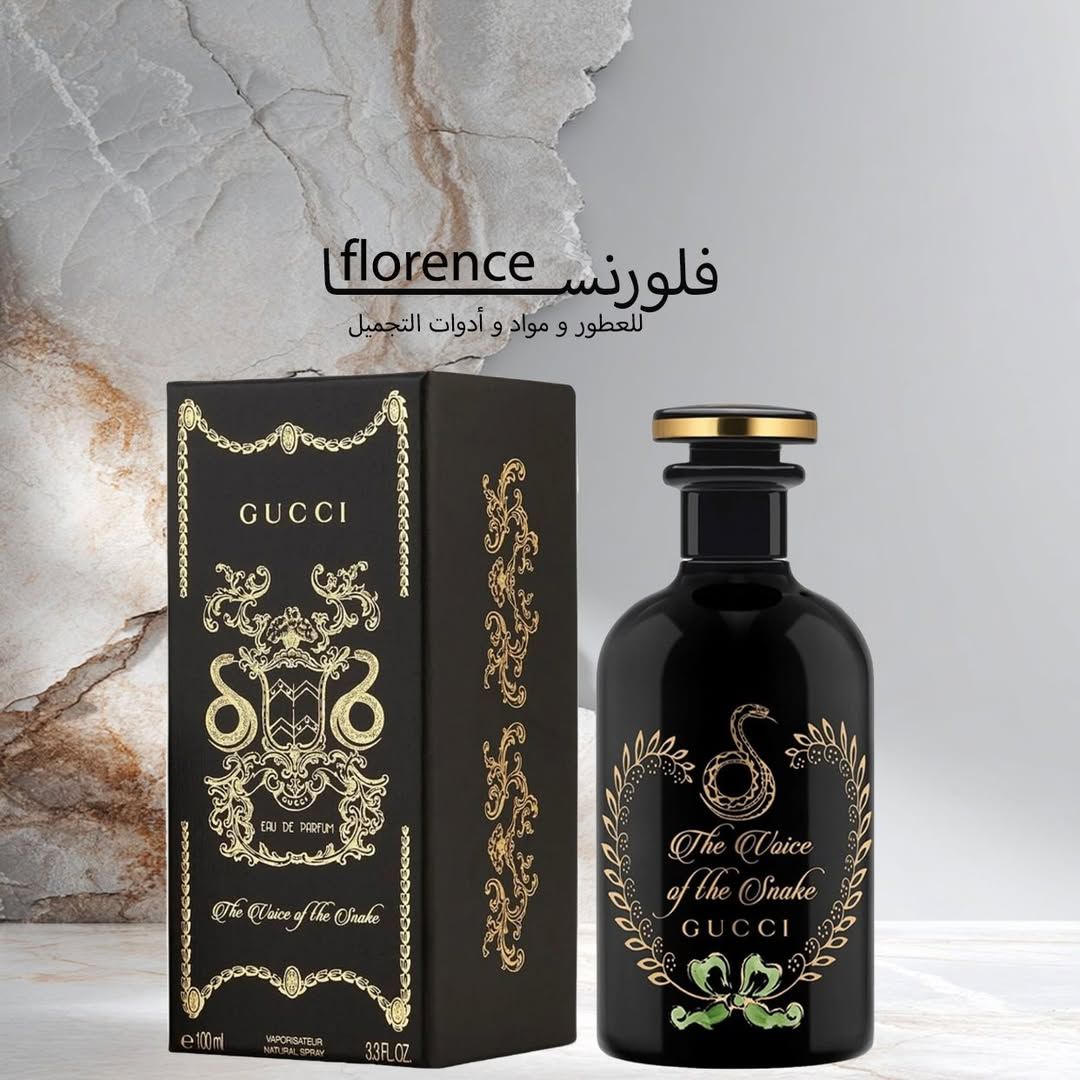 فلورنسا florence
للعطور و مواد و أدوات التجميل
GUCCI
GUCCI
EAU DE PARFUM
The Voice of the Snake
e 100 ml
VAPORISATEUR
NATURAL SPRAY
3.3 FL.OZ.
The Voice
of the Snake
GUCCI